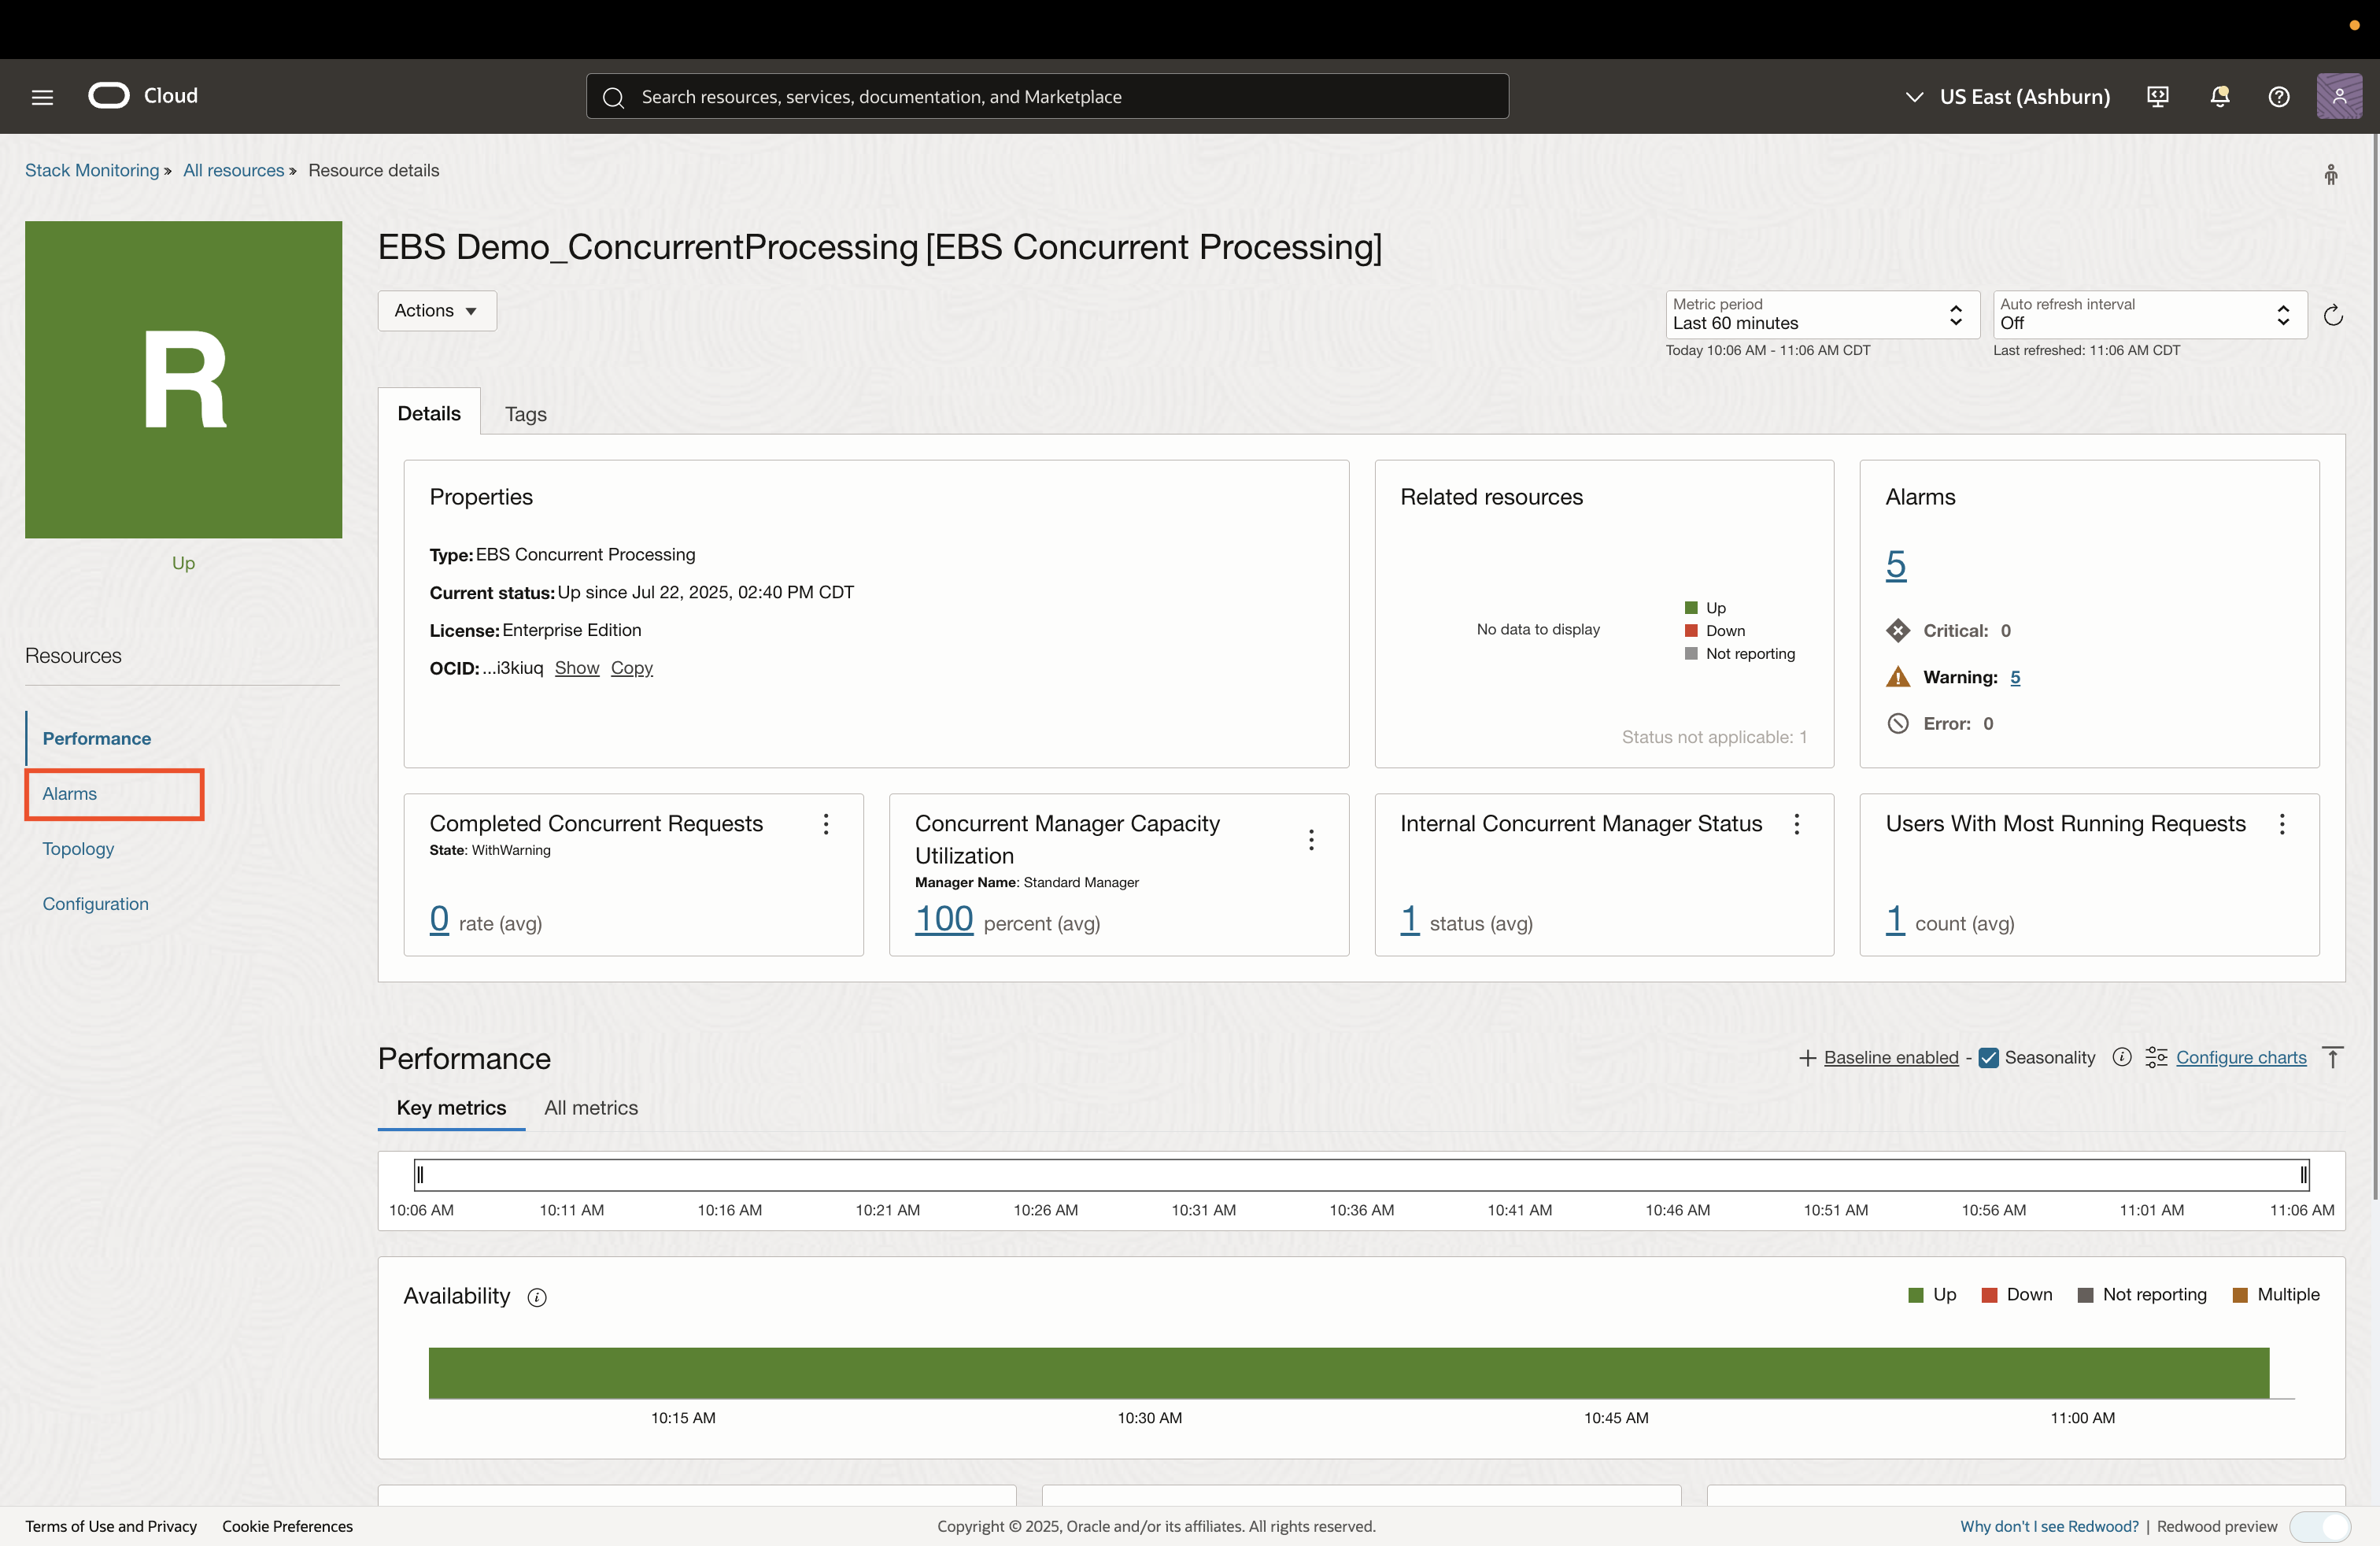 Cloud
Search resources, services, documentation, and Marketplace
US East (Ashburn)
Stack Monitoring » All resources » Resource details
R
Up
EBS Demo_ConcurrentProcessing [EBS Concurrent Processing]
Actions
Metric period
Last 60 minutes
Today 10:06 AM - 11:06 AM CDT
Auto refresh interval
Off
Last refreshed: 11:06 AM CDT
Resources
Performance
Alarms
Topology
Configuration
Details
Tags
Properties
Type: EBS Concurrent Processing
Current status: Up since Jul 22, 2025, 02:40 PM CDT
License: Enterprise Edition
OCID: ...i3kiuq Show Copy
Related resources
No data to display
Up
Down
Not reporting
Status not applicable: 1
Alarms
5
Critical: 0
Warning: 5
Error: 0
Completed Concurrent Requests
State: WithWarning
0 rate (avg)
Concurrent Manager Capacity
Utilization
Manager Name: Standard Manager
100 percent (avg)
Internal Concurrent Manager Status
1 status (avg)
Users With Most Running Requests
1 count (avg)
Performance
Baseline enabled - Seasonality
Configure charts
Key metrics
All metrics
10:06 AM 10:11 AM 10:16 AM 10:21 AM 10:26 AM 10:31 AM 10:36 AM 10:41 AM 10:46 AM 10:51 AM 10:56 AM 11:01 AM 11:06 AM
Availability
Up Down Not reporting Multiple
10:15 AM 10:30 AM 10:45 AM 11:00 AM
Terms of Use and Privacy Cookie Preferences
Copyright © 2025, Oracle and/or its affiliates. All rights reserved.
Why don't I see Redwood? | Redwood preview